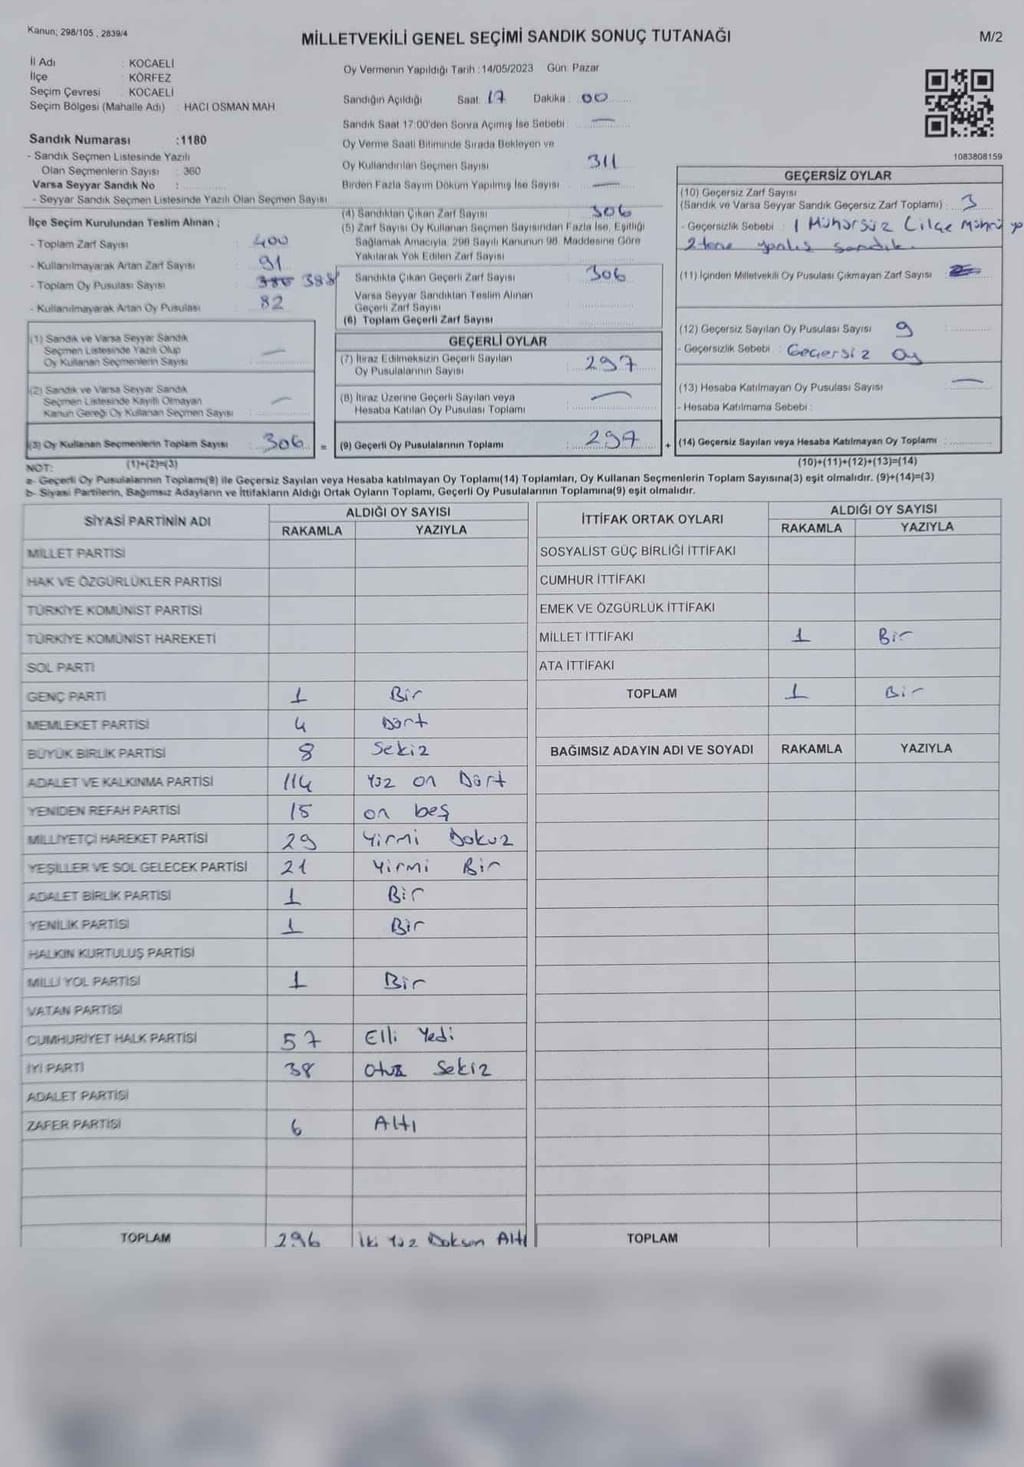 Kanun; 298/105 , 2839/4
MİLLETVEKİLİ GENEL SEÇİMİ SANDIK SONUÇ TUTANAĞI
M/2
İl Adı : KOCAELİ
İlçe : KÖRFEZ
Seçim Çevresi : KOCAELİ
Seçim Bölgesi (Mahalle Adı) : HACI OSMAN MAH
Sandık Numarası :1180
- Sandık Seçmen Listesinde Yazılı
Olan Seçmenlerin Sayısı : 360
Varsa Seyyar Sandık No :
- Seyyar Sandık Seçmen Listesinde Yazılı Olan Seçmen Sayısı
Oy Vermenin Yapıldığı Tarih :14/05/2023 Gün: Pazar
Sandığın Açıldığı Saat: 17 Dakika : 00
Sandık Saat 17:00'den Sonra Açımış İse Sebebi : —
Oy Verme Saati Bitiminde Sırada Bekleyen ve
Oy Kullandırılan Seçmen Sayısı 311
Birden Fazla Sayım Döküm Yapılmış İse Sayısı —
1083808159
İlçe Seçim Kurulundan Teslim Alınan ;
- Toplam Zarf Sayısı : 400
- Kullanılmayarak Artan Zarf Sayısı : 91
- Toplam Oy Pusulası Sayısı : 388
- Kullanılmayarak Artan Oy Pusulası : 82
(4) Sandıktan Çıkan Zarf Sayısı : 306
(5) Zarf Sayısı Oy Kullanan Seçmen Sayısından Fazla İse, Eşitliği
Sağlamak Amacıyla, 298 Sayılı Kanunun 98. Maddesine Göre
Yakılarak Yok Edilen Zarf Sayısı
Sandıkta Çıkan Geçerli Zarf Sayısı : 306
Varsa Seyyar Sandıktan Teslim Alınan
Geçerli Zarf Sayısı
(6) Toplam Geçerli Zarf Sayısı
GEÇERSİZ OYLAR
(10) Geçersiz Zarf Sayısı
(Sandık ve Varsa Seyyar Sandık Geçersiz Zarf Toplamı) : 3
- Geçersizlik Sebebi : 1 Mühürsüz (ilçe Mührü yo
2 tane yanlış sandık.
(11) İçinden Milletvekili Oy Pusulası Çıkmayan Zarf Sayısı
(12) Geçersiz Sayılan Oy Pusulası Sayısı 9
- Geçersizlik Sebebi : Geçersiz Oy
(13) Hesaba Katılmayan Oy Pusulası Sayısı —
- Hesaba Katılmama Sebebi :
(14) Geçersiz Sayılan veya Hesaba Katılmayan Oy Toplamı :
(10)+(11)+(12)+(13)=(14)
(1) Sandık ve Varsa Seyyar Sandık
Seçmen Listesinde Yazılı Olup
Oy Kullanan Seçmenlerin Sayısı : —
(2) Sandık ve Varsa Seyyar Sandık
Seçmen Listesinde Kayıtlı Olmayan
Kanun Gereği Oy Kullanan Seçmen Sayısı : —
(3) Oy Kullanan Seçmenlerin Toplam Sayısı : 306 =
(1)+(2)=(3)
GEÇERLİ OYLAR
(7) İtiraz Edilmeksizin Geçerli Sayılan
Oy Pusulalarının Sayısı : 297
(8) İtiraz Üzerine Geçerli Sayılan veya
Hesaba Katılan Oy Pusulası Toplamı : —
(9) Geçerli Oy Pusulalarının Toplamı : 297 +
NOT:
a- Geçerli Oy Pusulalarının Toplamı(9) ile Geçersiz Sayılan veya Hesaba katılmayan Oy Toplamı(14) Toplamları, Oy Kullanan Seçmenlerin Toplam Sayısına(3) eşit olmalıdır. (9)+(14)=(3)
b- Siyasi Partilerin, Bağımsız Adayların ve İttifakların Aldığı Ortak Oyların Toplamı, Geçerli Oy Pusulalarının Toplamına(9) eşit olmalıdır.
SİYASİ PARTİNİN ADI
ALDIĞI OY SAYISI
RAKAMLA YAZIYLA
MİLLET PARTİSİ
HAK VE ÖZGÜRLÜKLER PARTİSİ
TÜRKİYE KOMÜNİST PARTİSİ
TÜRKİYE KOMÜNİST HAREKETİ
SOL PARTİ
GENÇ PARTİ 1 Bir
MEMLEKET PARTİSİ 4 Dört
BÜYÜK BİRLİK PARTİSİ 8 Sekiz
ADALET VE KALKINMA PARTİSİ 114 Yüz on Dört
YENİDEN REFAH PARTİSİ 15 on beş
MİLLİYETÇİ HAREKET PARTİSİ 29 Yirmi Dokuz
YEŞİLLER VE SOL GELECEK PARTİSİ 21 Yirmi Bir
ADALET BİRLİK PARTİSİ 1 Bir
YENİLİK PARTİSİ 1 Bir
HALKIN KURTULUŞ PARTİSİ
MİLLİ YOL PARTİSİ 1 Bir
VATAN PARTİSİ
CUMHURİYET HALK PARTİSİ 57 Elli Yedi
İYİ PARTİ 38 Otuz Sekiz
ADALET PARTİSİ
ZAFER PARTİSİ 6 Altı
TOPLAM 296 İki Yüz Doksan Altı
İTTİFAK ORTAK OYLARI
ALDIĞI OY SAYISI
RAKAMLA YAZIYLA
SOSYALİST GÜÇ BİRLİĞİ İTTİFAKI
CUMHUR İTTİFAKI
EMEK VE ÖZGÜRLÜK İTTİFAKI
MİLLET İTTİFAKI 1 Bir
ATA İTTİFAKI
TOPLAM 1 Bir
BAĞIMSIZ ADAYIN ADI VE SOYADI RAKAMLA YAZIYLA
TOPLAM